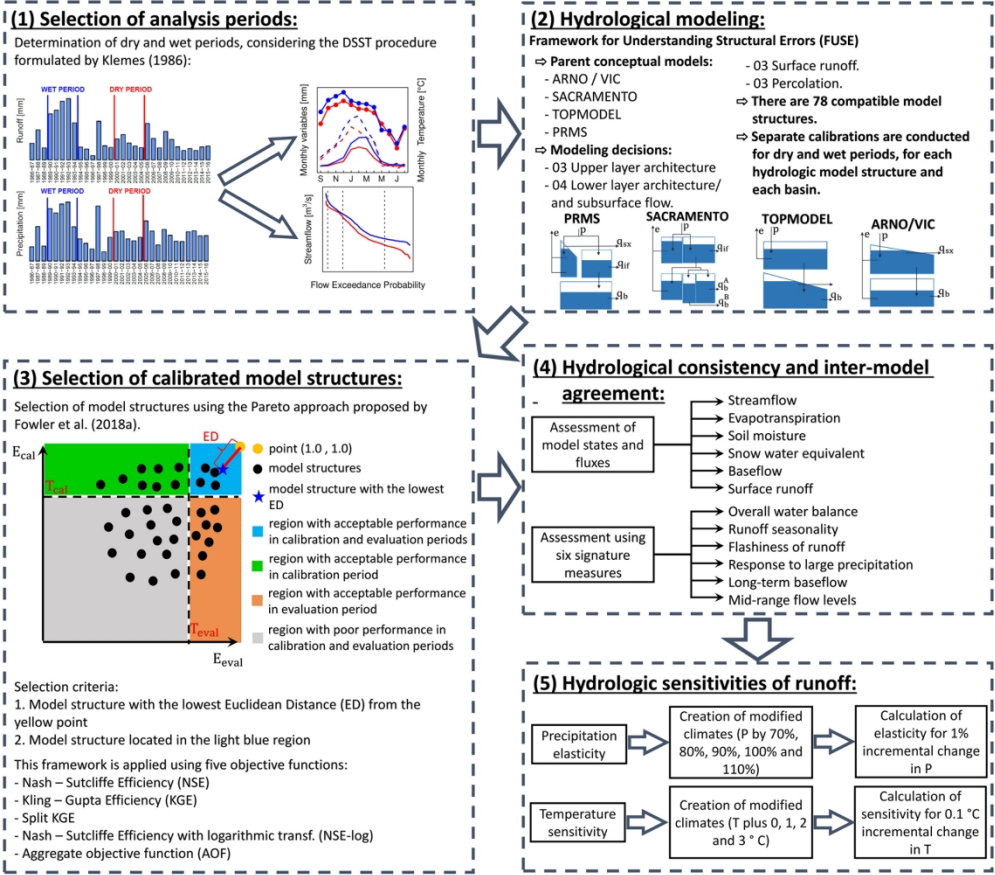 (1) Selection of analysis periods:
Determination of dry and wet periods, considering the DSST procedure
formulated by Klemes (1986):
WET PERIOD
DRY PERIOD
Runoff [mm]
WET PERIOD
DRY PERIOD
Precipitation [mm]
Monthly variables [mm]
Monthly Temperature [°C]
S N J M M J
Streamflow [m³/s]
Flow Exceedance Probability
(2) Hydrological modeling:
Framework for Understanding Structural Errors (FUSE)
⇨ Parent conceptual models:
- ARNO / VIC
- SACRAMENTO
- TOPMODEL
- PRMS
⇨ Modeling decisions:
- 03 Upper layer architecture
- 04 Lower layer architecture/
and subsurface flow.
- 03 Surface runoff.
- 03 Percolation.
⇨ There are 78 compatible model
structures.
⇨ Separate calibrations are conducted
for dry and wet periods, for each
hydrologic model structure and
each basin.
PRMS
SACRAMENTO
TOPMODEL
ARNO/VIC
e p qsx
qif
qb
e p
qif
qb A
qb B
e p
qb
e p qsx
qb
(3) Selection of calibrated model structures:
Selection of model structures using the Pareto approach proposed by
Fowler et al. (2018a).
Ecal
ED
Tcal
Teval
Eeval
point (1.0 , 1.0)
model structures
model structure with the lowest
ED
region with acceptable performance
in calibration and evaluation periods
region with acceptable performance
in calibration period
region with acceptable performance
in evaluation period
region with poor performance in
calibration and evaluation periods
Selection criteria:
1. Model structure with the lowest Euclidean Distance (ED) from the
yellow point
2. Model structure located in the light blue region
This framework is applied using five objective functions:
- Nash – Sutcliffe Efficiency (NSE)
- Kling – Gupta Efficiency (KGE)
- Split KGE
- Nash – Sutcliffe Efficiency with logarithmic transf. (NSE-log)
- Aggregate objective function (AOF)
(4) Hydrological consistency and inter-model
agreement:
-
Assessment of
model states and
fluxes
Streamflow
Evapotranspiration
Soil moisture
Snow water equivalent
Baseflow
Surface runoff
Assessment using
six signature
measures
Overall water balance
Runoff seasonality
Flashiness of runoff
Response to large precipitation
Long-term baseflow
Mid-range flow levels
(5) Hydrologic sensitivities of runoff:
Precipitation
elasticity
Creation of modified
climates (P by 70%,
80%, 90%, 100% and
110%)
Calculation of
elasticity for 1%
incremental change
in P
Temperature
sensitivity
Creation of modified
climates (T plus 0, 1, 2
and 3 ° C)
Calculation of
sensitivity for 0.1 °C
incremental change
in T